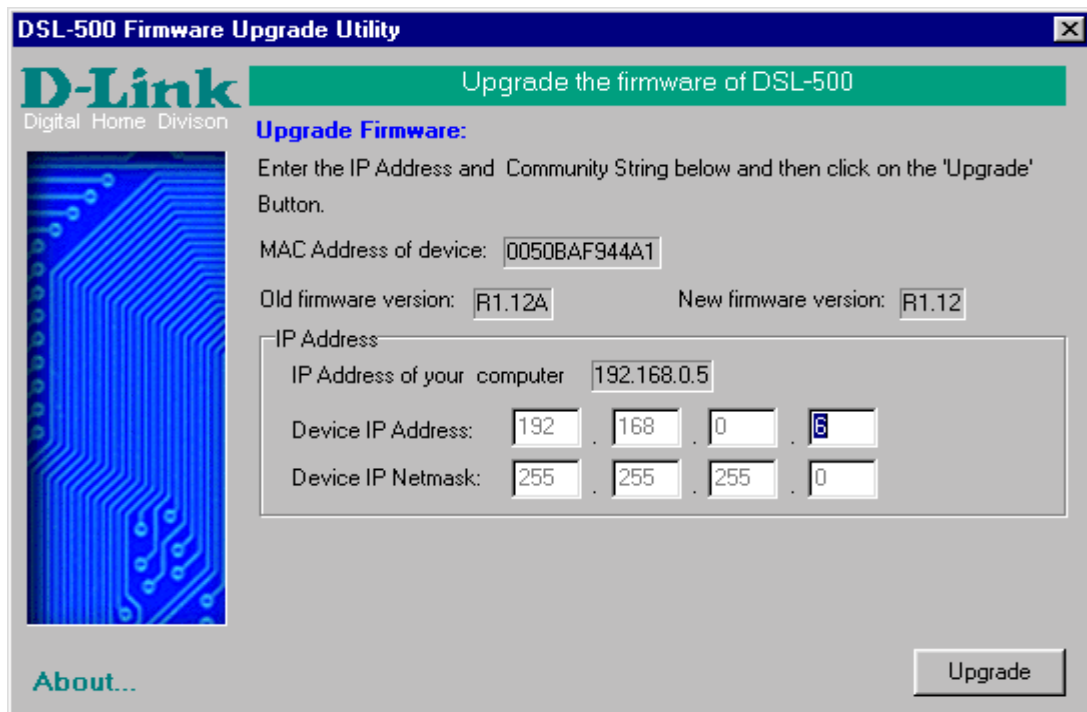 DSL-500 Firmware Upgrade Utility
D-Link
Digital Home Divison
Upgrade the firmware of DSL-500
Upgrade Firmware:
Enter the IP Address and Community String below and then click on the 'Upgrade'
Button.
MAC Address of device: 0050BAF944A1
Old firmware version: R1.12A New firmware version: R1.12
IP Address
IP Address of your computer 192.168.0.5
Device IP Address: 192 . 168 . 0 . 6
Device IP Netmask: 255 . 255 . 255 . 0
About...
Upgrade